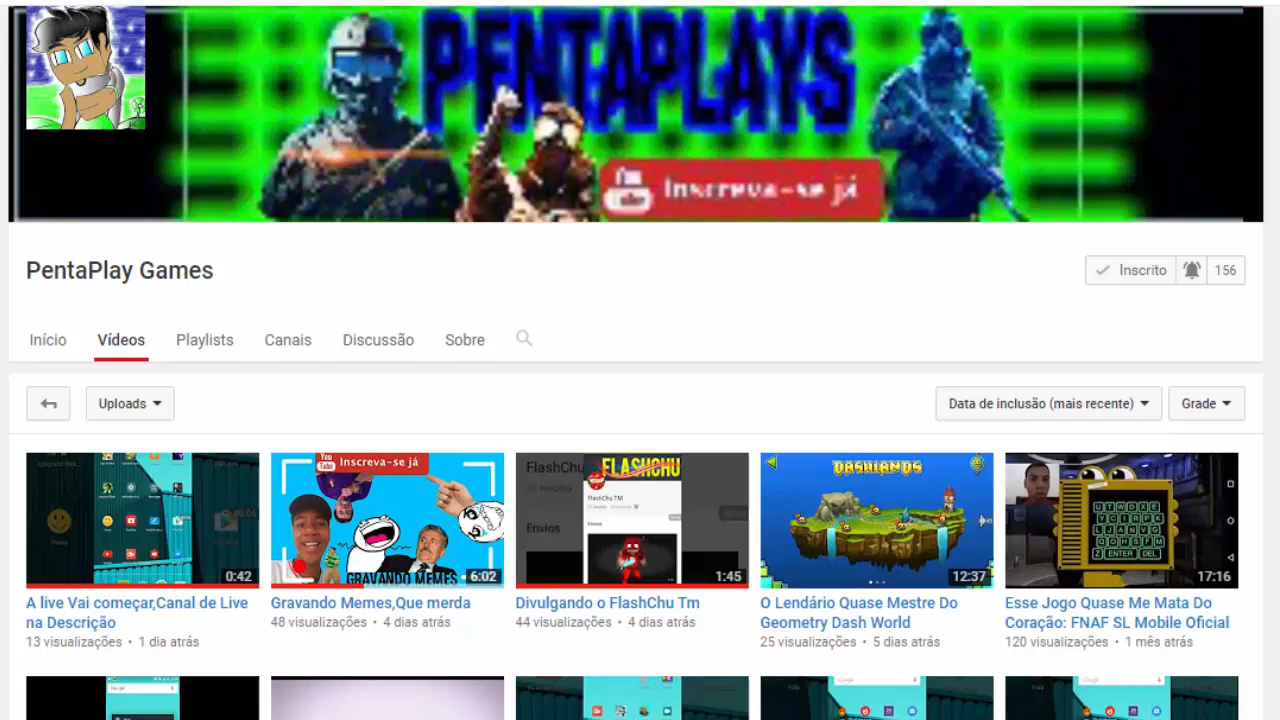 PENTAPLAYS
Inscreva-se já
PentaPlay Games
Inscrito
156
Início
Vídeos
Playlists
Canais
Discussão
Sobre
Uploads
Data de inclusão (mais recente)
Grade
0:42
You Tube
Inscreva-se já
GRAVANDO MEMES
6:02
FlashChu
Inscrito
Envios
FLASHCHU
FlashChu TM
1:45
DASHLANDS
12:37
ENTER DEL
17:16
A live Vai começar,Canal de Live
na Descrição
13 visualizações • 1 dia atrás
Gravando Memes,Que merda
48 visualizações • 4 dias atrás
Divulgando o FlashChu Tm
44 visualizações • 4 dias atrás
O Lendário Quase Mestre Do
Geometry Dash World
25 visualizações • 5 dias atrás
Esse Jogo Quase Me Mata Do
Coração: FNAF SL Mobile Oficial
120 visualizações • 1 mês atrás